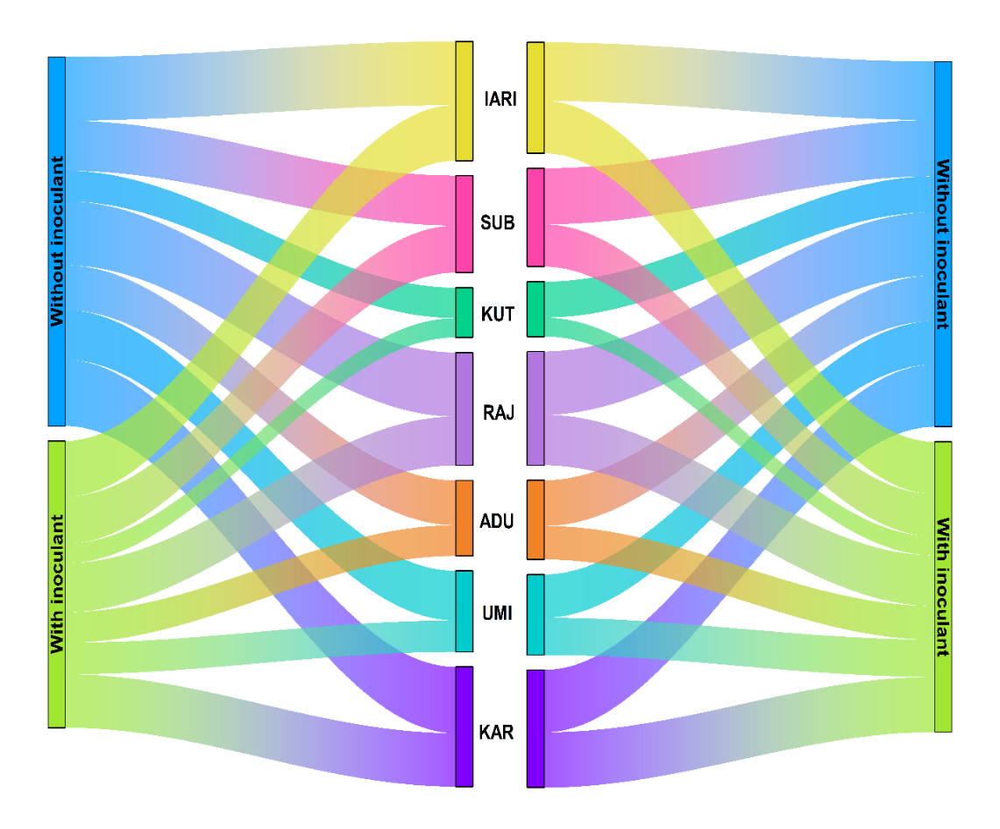 Without inoculant
With inoculant
IARI
SUB
KUT
RAJ
ADU
UMI
KAR
Without inoculant
With inoculant